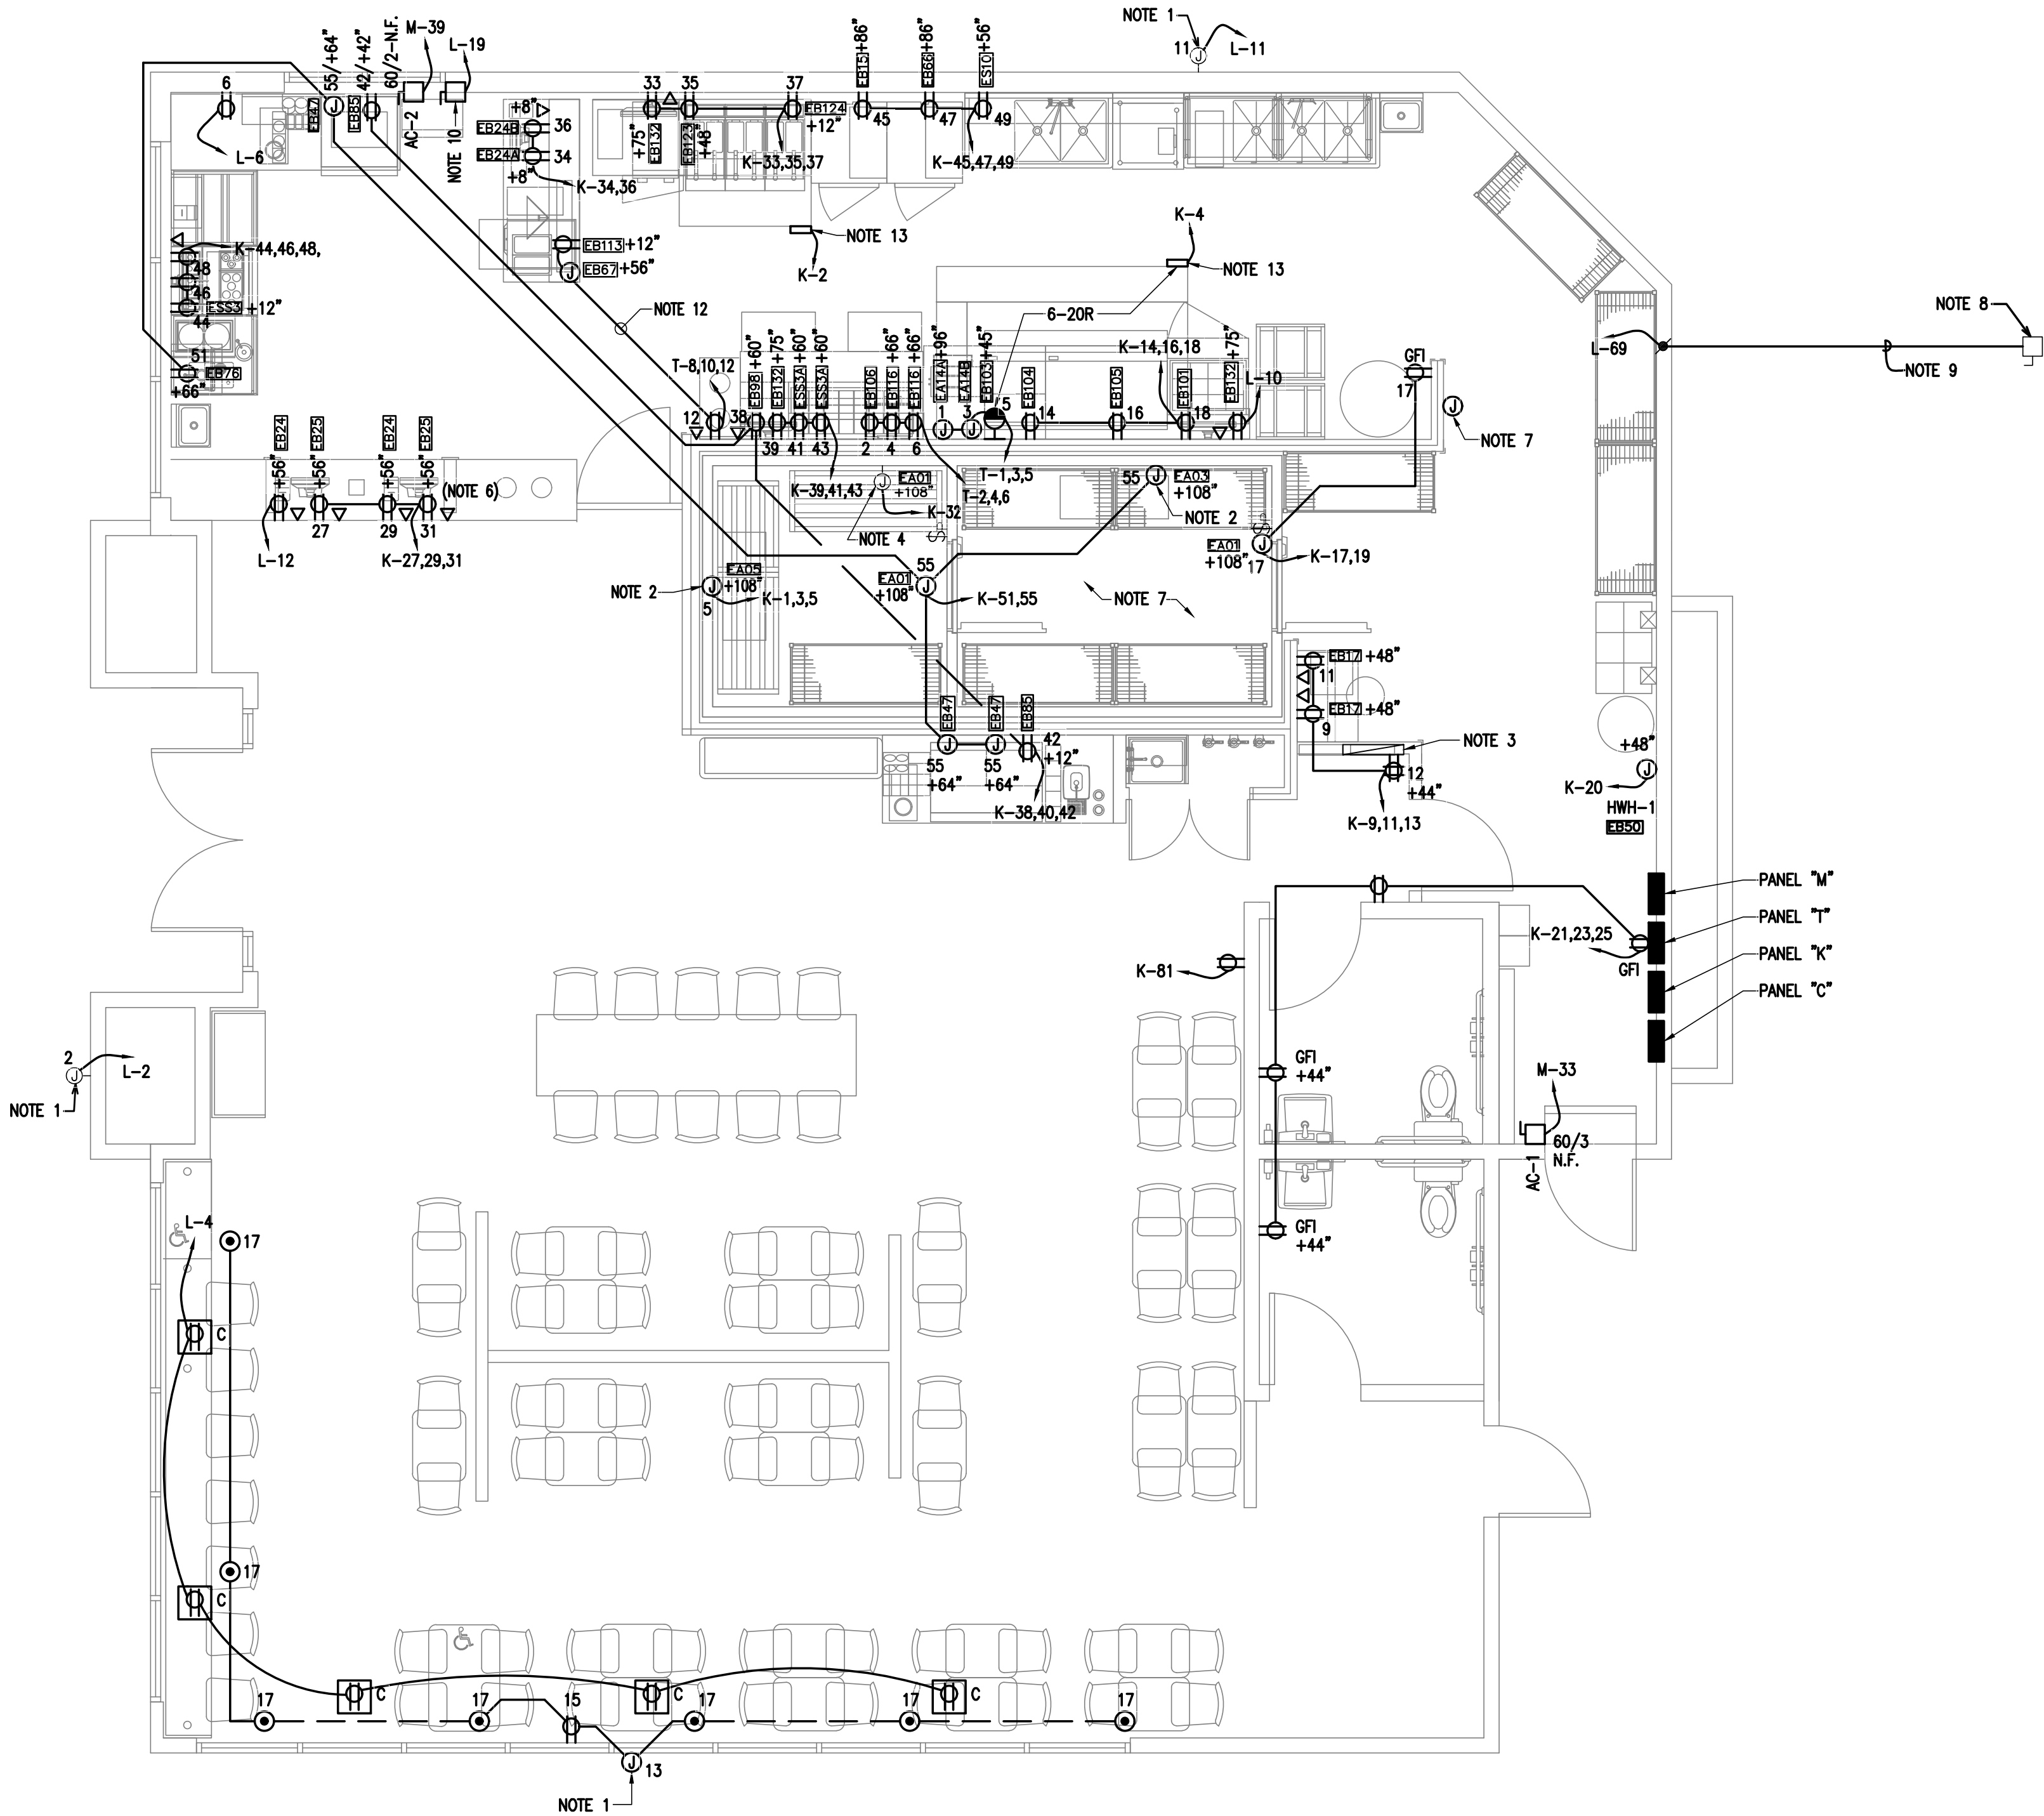 NOTE 1
11
L-11
6
L-6
EB47
55/+64"
42/+42"
EB85
60/2-N.F.
M-39
AC-2
L-19
NOTE 10
+8"
EB24B
36
EB24A
34
+8"
K-34,36
33
35
37
+75"
EB132
EB123
+48"
EB124
+12"
K-33,35,37
EB15
+86"
EB66
+86"
ES10
+56"
45
47
49
K-45,47,49
K-44,46,48,
48
46
44
ESS3
+12"
51
EB76
+66"
EB113
+12"
EB67
+56"
NOTE 12
NOTE 13
K-2
K-4
NOTE 13
6-20R
NOTE 8
L-69
NOTE 9
T-8,10,12
12
38
EB98
+60"
EB132
+75"
ESS3A
+60"
ESS3A
+60"
EB106
EB116
+66"
EB116
+66"
EA14A
+96"
EA14B
EB103
+45"
EB104
EB105
K-14,16,18
EB101
EB132
+75"
L-10
GFI
17
NOTE 7
39
41
43
2
4
6
1
3
5
14
16
18
K-39,41,43
T-2,4,6
T-1,3,5
EB24
+56"
EB25
+56"
EB24
+56"
EB25
+56"
(NOTE 6)
27
29
31
L-12
K-27,29,31
EA01
+108"
K-32
NOTE 4
55
EA03
+108"
NOTE 2
EA01
+108"
17
K-17,19
NOTE 2
EA05
+108"
5
K-1,3,5
55
EA01
+108"
K-51,55
NOTE 7
EB17
+48"
11
EB17
+48"
9
NOTE 3
12
+44"
K-9,11,13
EB47
EB47
EB85
55
+64"
55
+64"
42
+12"
K-38,40,42
+48"
K-20
HWH-1
EB50
PANEL "M"
PANEL "T"
PANEL "K"
PANEL "C"
K-21,23,25
GFI
K-81
GFI
+44"
GFI
+44"
M-33
60/3
N.F.
AC-1
2
L-2
NOTE 1
L-4
17
C
17
C
17
C
17
15
C
17
17
C
17
13
NOTE 1